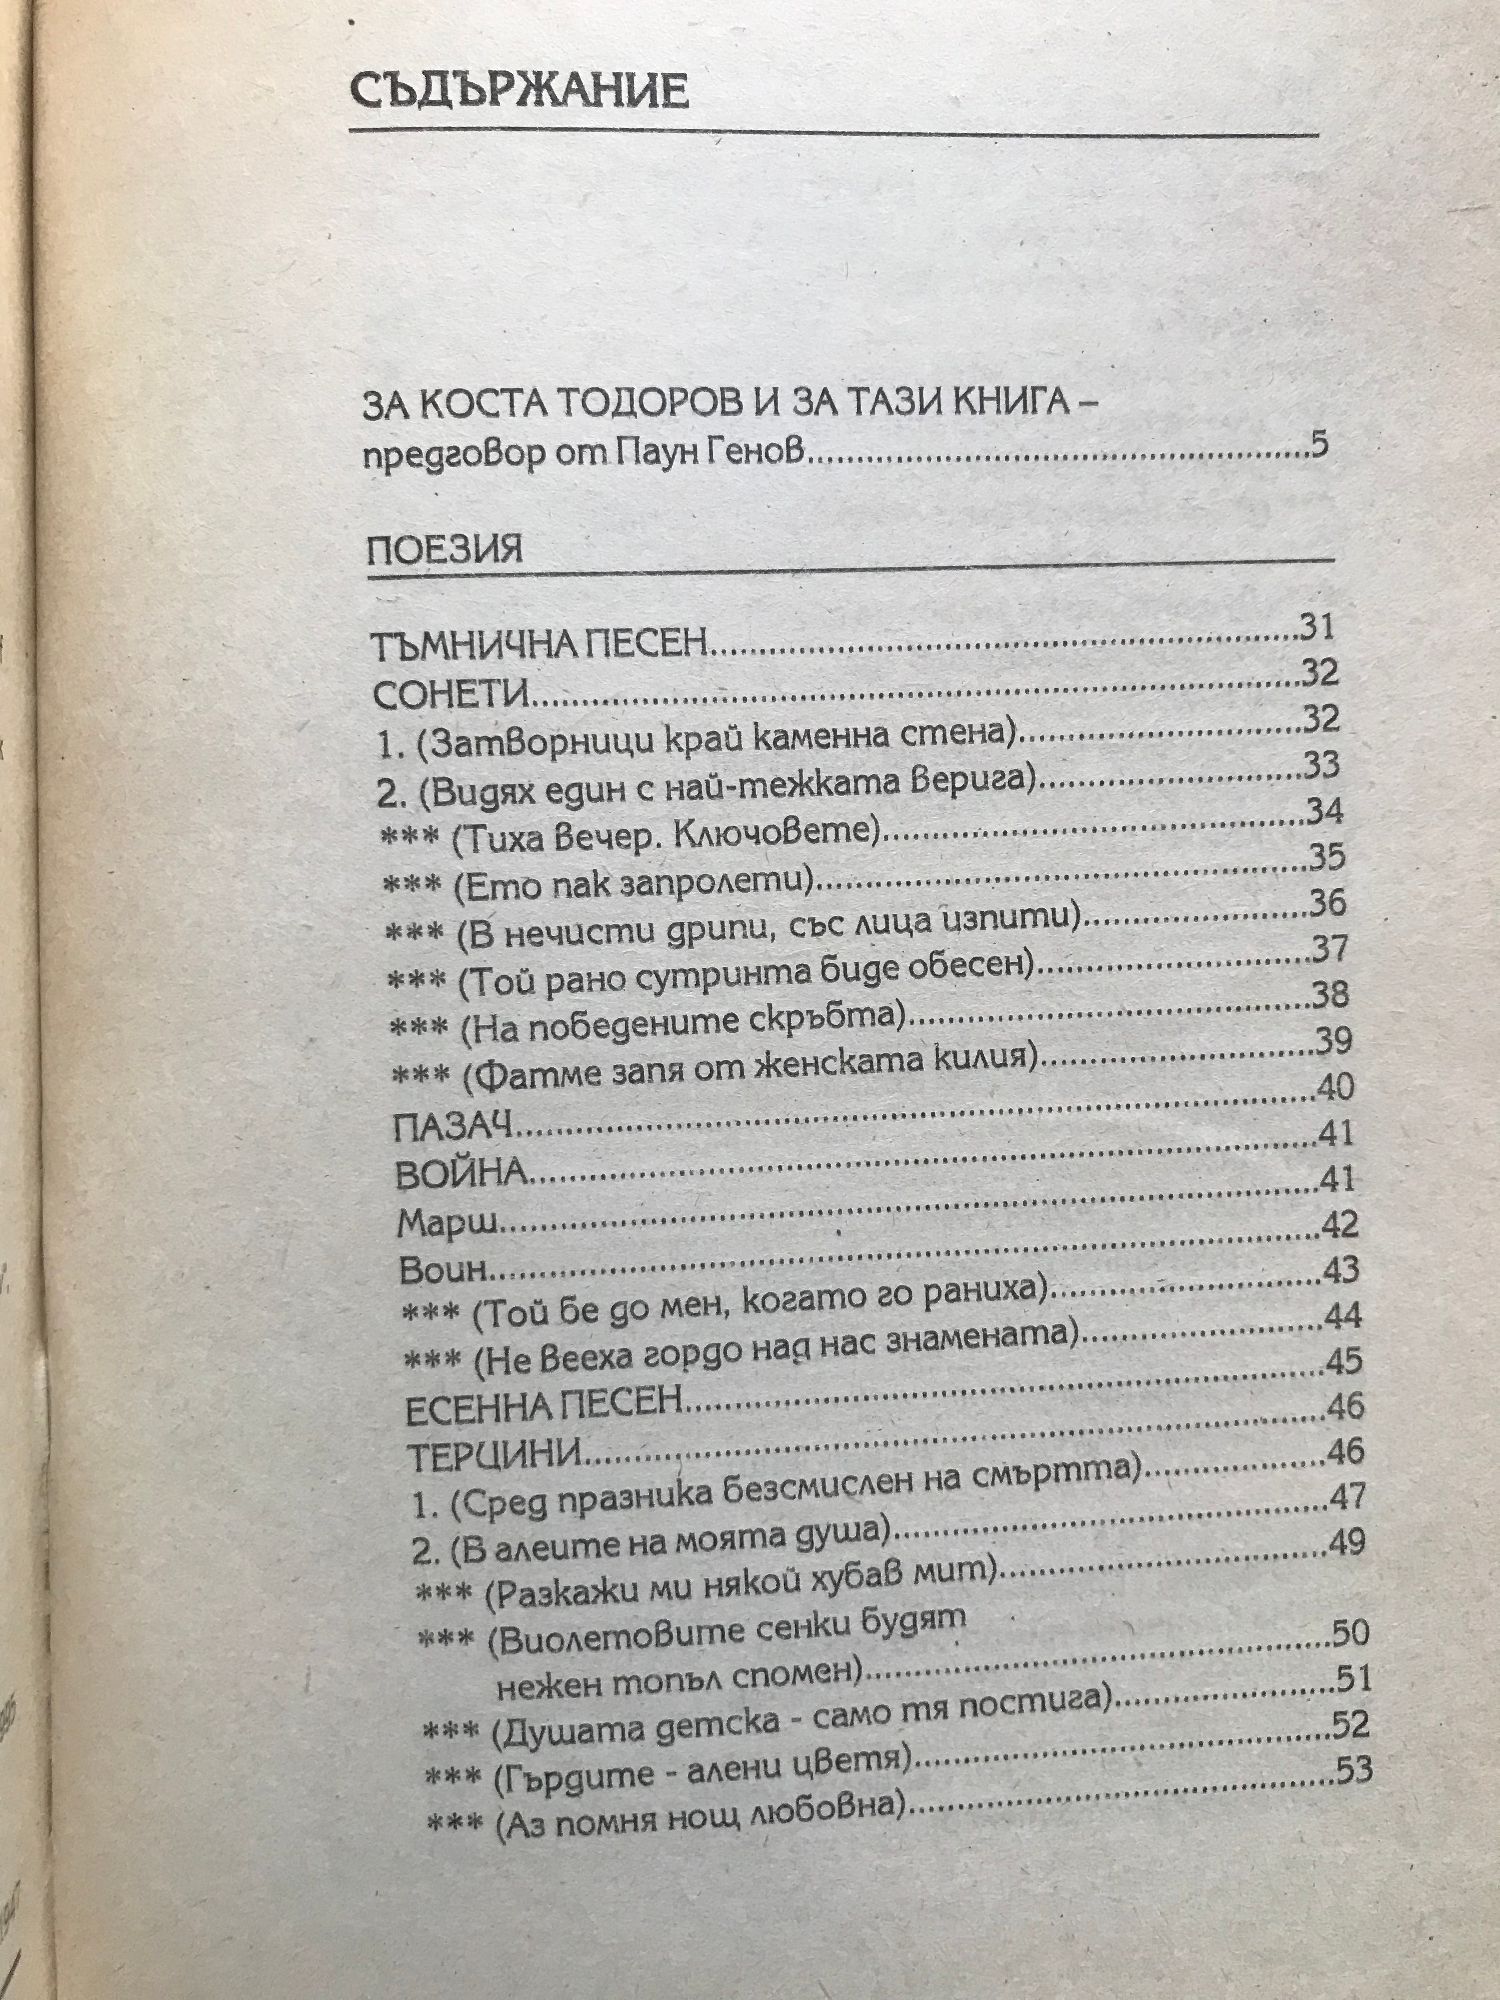 СЪДЪРЖАНИЕ
ЗА КОСТА ТОДОРОВ И ЗА ТАЗИ КНИГА –
предговор от Паун Генов....................................................5
ПОЕЗИЯ
ТЪМНИЧНА ПЕСЕН............................................................31
СОНЕТИ..............................................................................32
1. (Затворници край каменна стена).............................32
2. (Видях един с най-тежката верига)...........................33
*** (Тиха вечер. Ключовете)...........................................34
*** (Ето пак запролети)..................................................35
*** (В нечисти дрипи, със лица изпити).......................36
*** (Той рано сутринта биде обесен)............................37
*** (На победените скръбта).........................................38
*** (Фатме запя от женската килия)............................39
ПАЗАЧ.................................................................................40
ВОЙНА................................................................................41
Марш..................................................................................41
Воин...................................................................................42
*** (Той бе до мен, когато го раниха)...........................43
*** (Не вееха гордо над нас знамената)........................44
ЕСЕННА ПЕСЕН.................................................................45
ТЕРЦИНИ...........................................................................46
1. (Сред празника безсмислен на смъртта)..................46
2. (В алеите на моята душа)............................................47
*** (Разкажи ми някой хубав мит)................................49
*** (Виолетовите сенки будят
нежен топъл спомен)...............................................50
*** (Душата детска - само тя постига).......................51
*** (Гърдите - алени цветя)..........................................52
*** (Аз помня нощ любовна)...........................................53